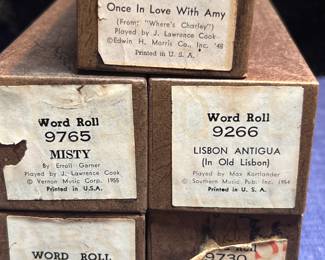 Once In Love With Amy
(From: "Where's Charley)
Played by J. Lawrence Cook
©Edwin H. Morris Co., Inc. '48
Printed in U. S. A.
Word Roll
9765
MISTY
By Erroll Garner
Played by J. Lawrence Cook
© Vernon Music Corp. 1955
Printed in U.S.A.
Word Roll
9266
LISBON ANTIGUA
(In Old Lisbon)
Played by Max Kortlander
© Southern Music Pub. Inc. 1954
Printed in U. S. A.
WORD ROLL
Roll
9730